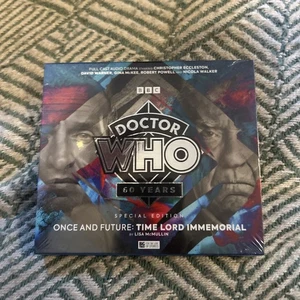 FULL-CAST AUDIO DRAMA STARRING CHRISTOPHER ECCLESTON,
DAVID WARNER, GINA McKEE, ROBERT POWELL AND NICOLA WALKER
BBC
DOCTOR
WHO
60 YEARS
SPECIAL EDITION
ONCE AND FUTURE: TIME LORD IMMEMORIAL
BY LISA McMULLIN